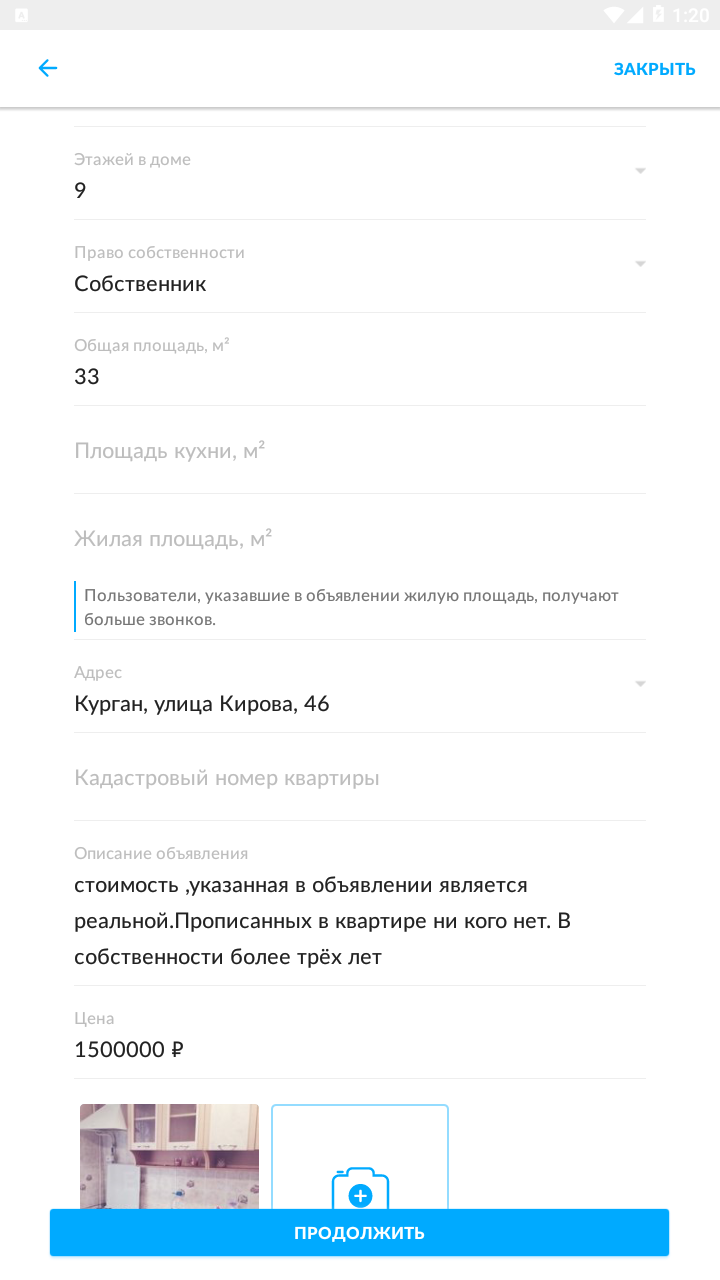 1:20
ЗАКРЫТЬ
Этажей в доме
9
Право собственности
Собственник
Общая площадь, м²
33
Площадь кухни, м²
Жилая площадь, м²
Пользователи, указавшие в объявлении жилую площадь, получают
больше звонков.
Адрес
Курган, улица Кирова, 46
Кадастровый номер квартиры
Описание объявления
стоимость ,указанная в объявлении является
реальной.Прописанных в квартире ни кого нет. В
собственности более трёх лет
Цена
1500000 ₽
ПРОДОЛЖИТЬ